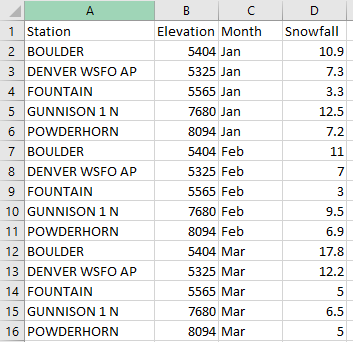 A B C D
1 Station Elevation Month Snowfall
2 BOULDER 5404 Jan 10.9
3 DENVER WSFO AP 5325 Jan 7.3
4 FOUNTAIN 5565 Jan 3.3
5 GUNNISON 1 N 7680 Jan 12.5
6 POWDERHORN 8094 Jan 7.2
7 BOULDER 5404 Feb 11
8 DENVER WSFO AP 5325 Feb 7
9 FOUNTAIN 5565 Feb 3
10 GUNNISON 1 N 7680 Feb 9.5
11 POWDERHORN 8094 Feb 6.9
12 BOULDER 5404 Mar 17.8
13 DENVER WSFO AP 5325 Mar 12.2
14 FOUNTAIN 5565 Mar 5
15 GUNNISON 1 N 7680 Mar 6.5
16 POWDERHORN 8094 Mar 5